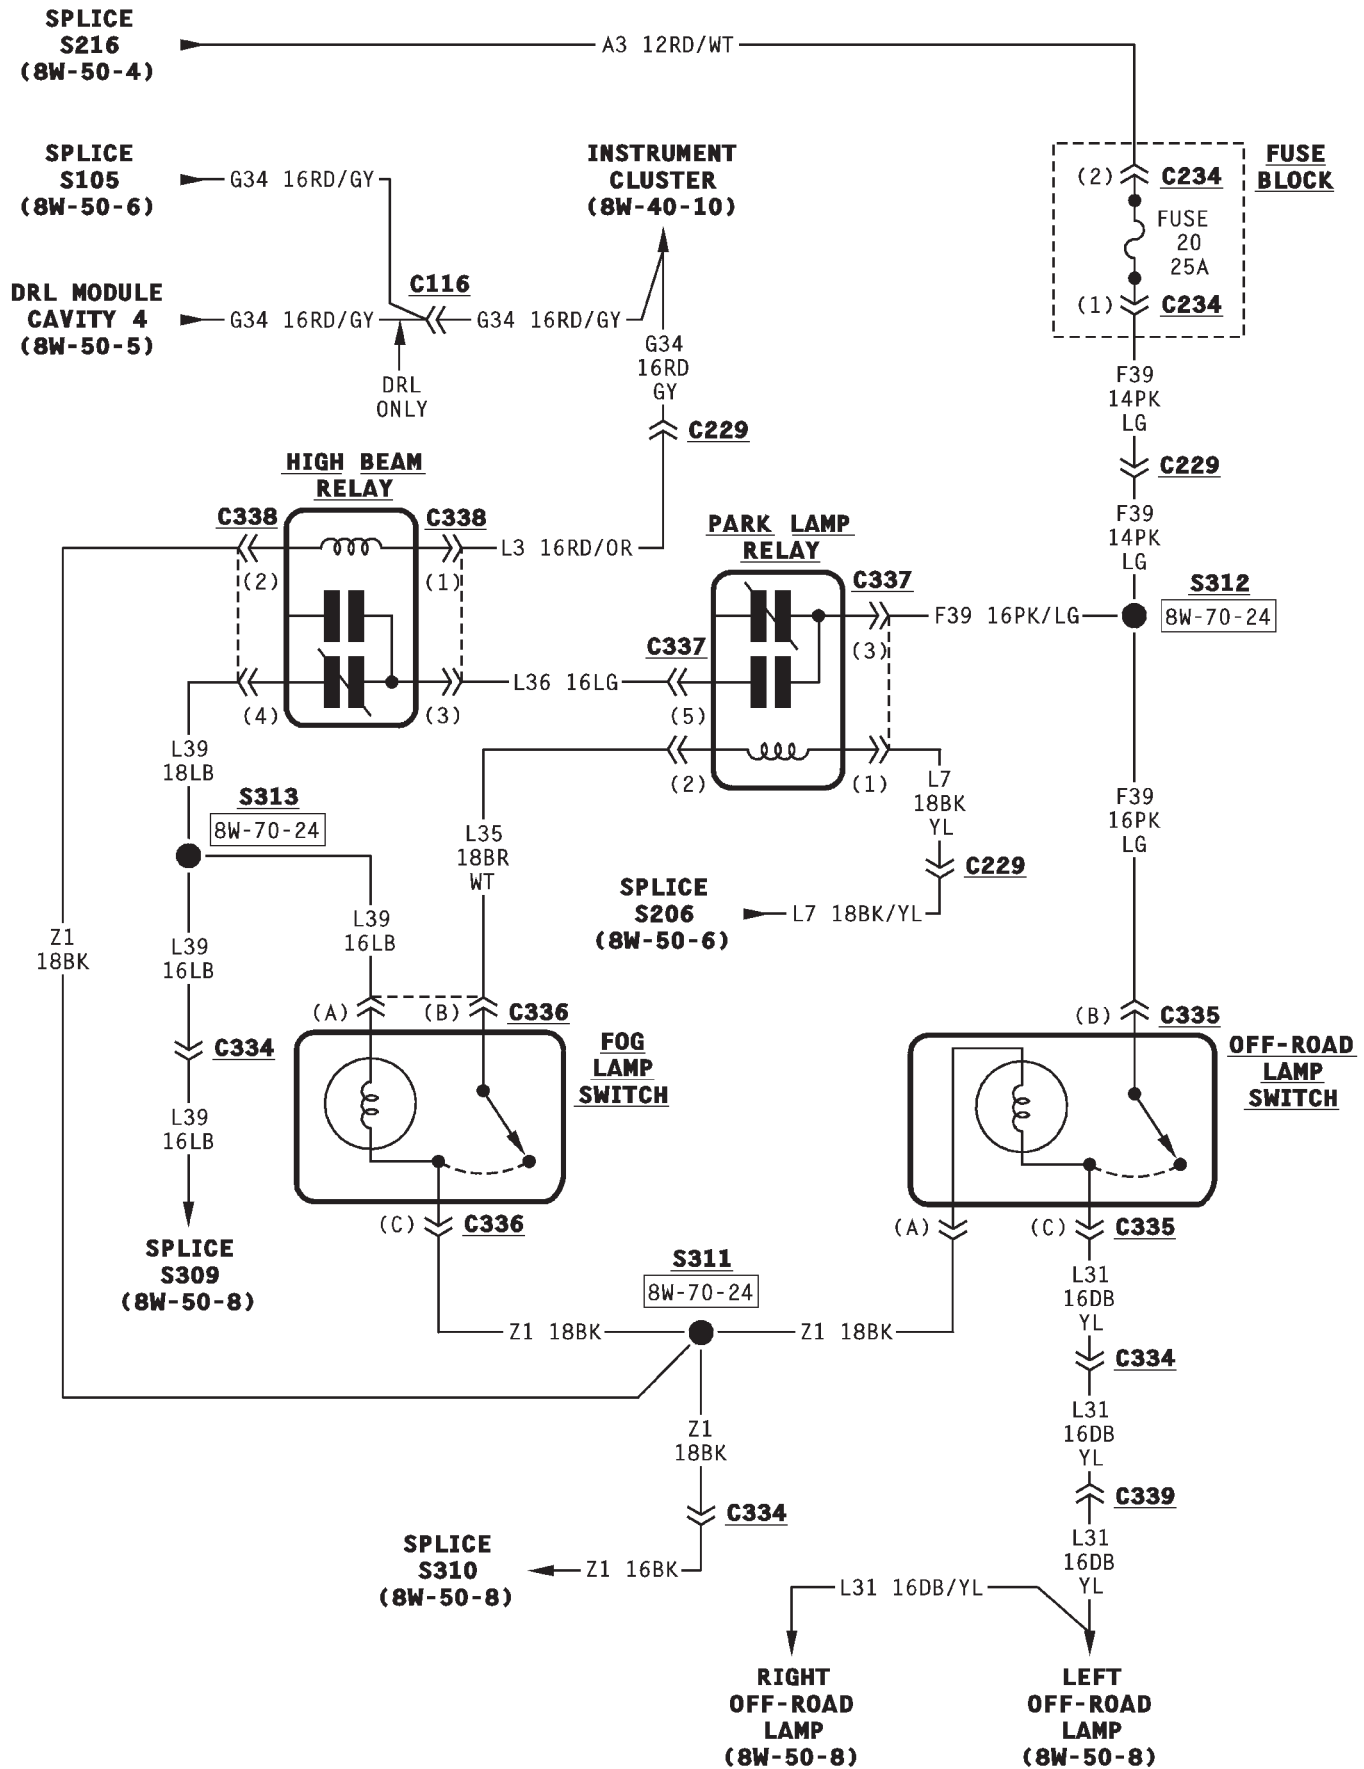 SPLICE
S216
(8W-50-4)
A3 12RD/WT
SPLICE
S105
(8W-50-6)
G34 16RD/GY
INSTRUMENT
CLUSTER
(8W-40-10)
FUSE
BLOCK
(2) C234
FUSE
20
25A
(1) C234
DRL MODULE
CAVITY 4
(8W-50-5)
G34 16RD/GY
C116
G34 16RD/GY
DRL
ONLY
G34
16RD
GY
C229
F39
14PK
LG
C229
F39
14PK
LG
HIGH BEAM
RELAY
C338
C338
(2)
(1)
L3 16RD/OR
(4)
(3)
L36 16LG
PARK LAMP
RELAY
C337
(3)
F39 16PK/LG
S312
8W-70-24
C337
(5)
(2)
(1)
L7
18BK
YL
C229
SPLICE
S206
(8W-50-6)
L7 18BK/YL
L39
18LB
S313
8W-70-24
L35
18BR
WT
F39
16PK
LG
Z1
18BK
L39
16LB
L39
16LB
(A)
(B)
C336
FOG
LAMP
SWITCH
(B)
C335
OFF-ROAD
LAMP
SWITCH
C334
L39
16LB
SPLICE
S309
(8W-50-8)
(C)
C336
(A)
(C)
C335
S311
8W-70-24
Z1 18BK
Z1 18BK
L31
16DB
YL
C334
L31
16DB
YL
C339
L31
16DB
YL
Z1
18BK
C334
SPLICE
S310
(8W-50-8)
Z1 16BK
L31 16DB/YL
RIGHT
OFF-ROAD
LAMP
(8W-50-8)
LEFT
OFF-ROAD
LAMP
(8W-50-8)